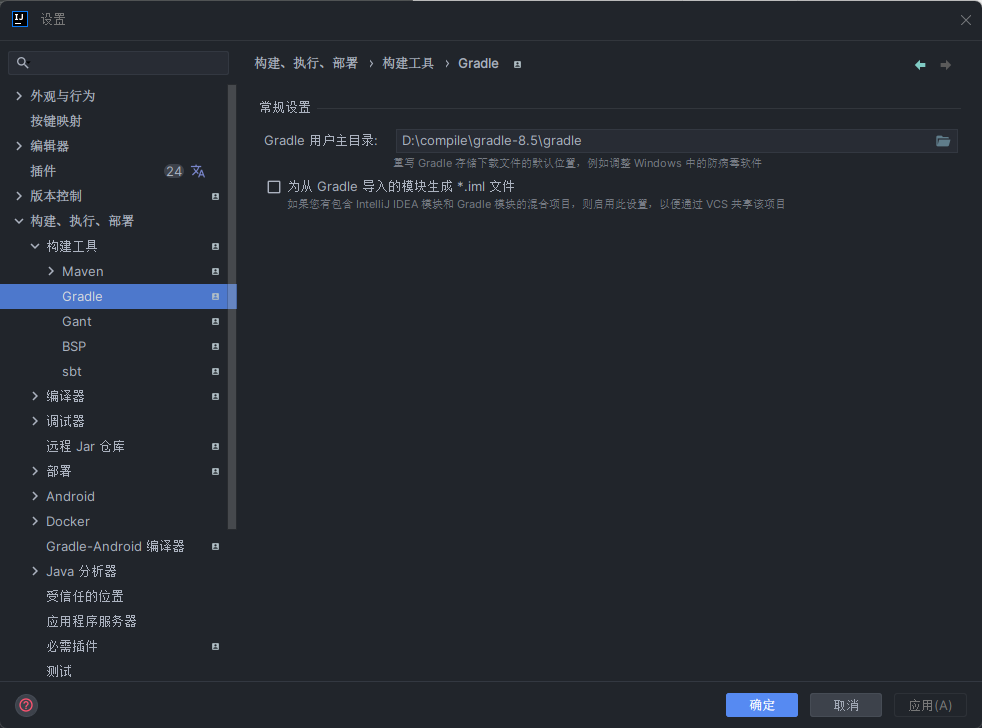 设置
构建、执行、部署 › 构建工具 › Gradle
外观与行为
按键映射
编辑器
插件 24
版本控制
构建、执行、部署
构建工具
Maven
Gradle
Gant
BSP
sbt
编译器
调试器
远程 Jar 仓库
部署
Android
Docker
Gradle-Android 编译器
Java 分析器
受信任的位置
应用程序服务器
必需插件
测试
常规设置
Gradle 用户主目录: D:\compile\gradle-8.5\gradle
重写 Gradle 存储下载文件的默认位置，例如调整 Windows 中的防病毒软件
为从 Gradle 导入的模块生成 *.iml 文件
如果您有包含 IntelliJ IDEA 模块和 Gradle 模块的混合项目，则启用此设置，以便通过 VCS 共享该项目
确定 取消 应用(A)